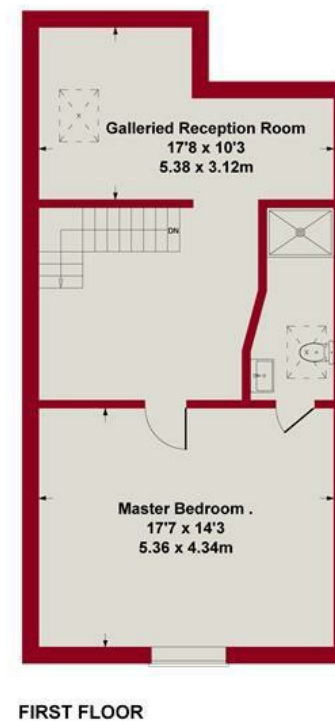 Galleried Reception Room
17'8 x 10'3
5.38 x 3.12m
DN
Master Bedroom .
17'7 x 14'3
5.36 x 4.34m
FIRST FLOOR